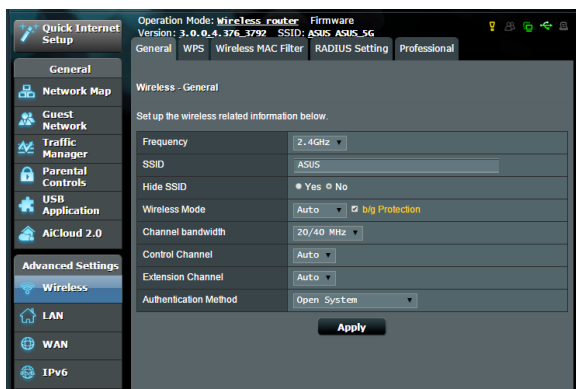 Quick Internet
Setup
Operation Mode: Wireless router Firmware
Version: 3.0.0.4.376_3792 SSID: ASUS ASUS_5G
General WPS Wireless MAC Filter RADIUS Setting Professional
General
Network Map
Guest
Network
Traffic
Manager
Parental
Controls
USB
Application
AiCloud 2.0
Advanced Settings
Wireless
LAN
WAN
IPv6
Wireless - General
Set up the wireless related information below.
Frequency 2.4GHz
SSID ASUS
Hide SSID Yes No
Wireless Mode Auto b/g Protection
Channel bandwidth 20/40 MHz
Control Channel Auto
Extension Channel Auto
Authentication Method Open System
Apply